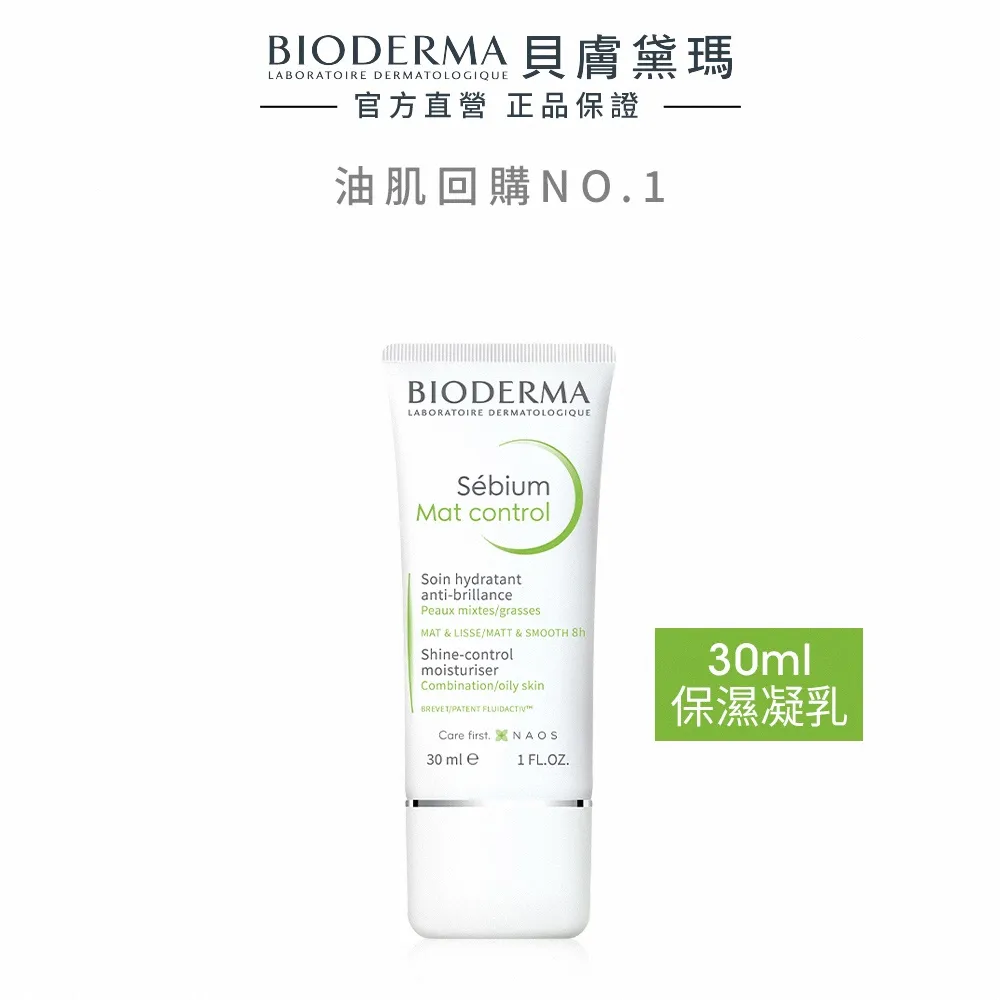 BIODERMA 貝膚黛瑪
LABORATOIRE DERMATOLOGIQUE
官方直營 正品保證
油肌回購NO.1
BIODERMA
LABORATOIRE DERMATOLOGIQUE
Sébium
Mat control
Soin hydratant
anti-brillance
Peaux mixtes/grasses
MAT & LISSE/MATT & SMOOTH 8h
Shine-control
moisturiser
Combination/oily skin
BREVET/PATENT FLUIDACTIV™
Care first. NAOS
30 ml e 1 FL.OZ.
30ml
保濕凝乳